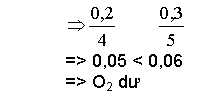 ⇒ 0,2/4 0,3/5
=> 0,05 < 0,06
=> O₂ dư